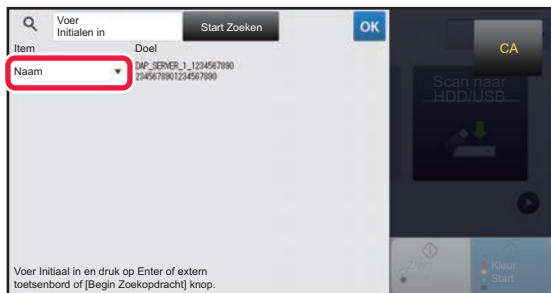 Voer
Initialen in
Start Zoeken
OK
CA
Item
Doel
Naam
DAP_SERVER_1_1234567890
2345678901234567890
Scan naar
HDD/USB
Z/W
Start
Kleur
Start
Voer Initiaal in en druk op Enter of extern
toetsenbord of [Begin Zoekopdracht] knop.